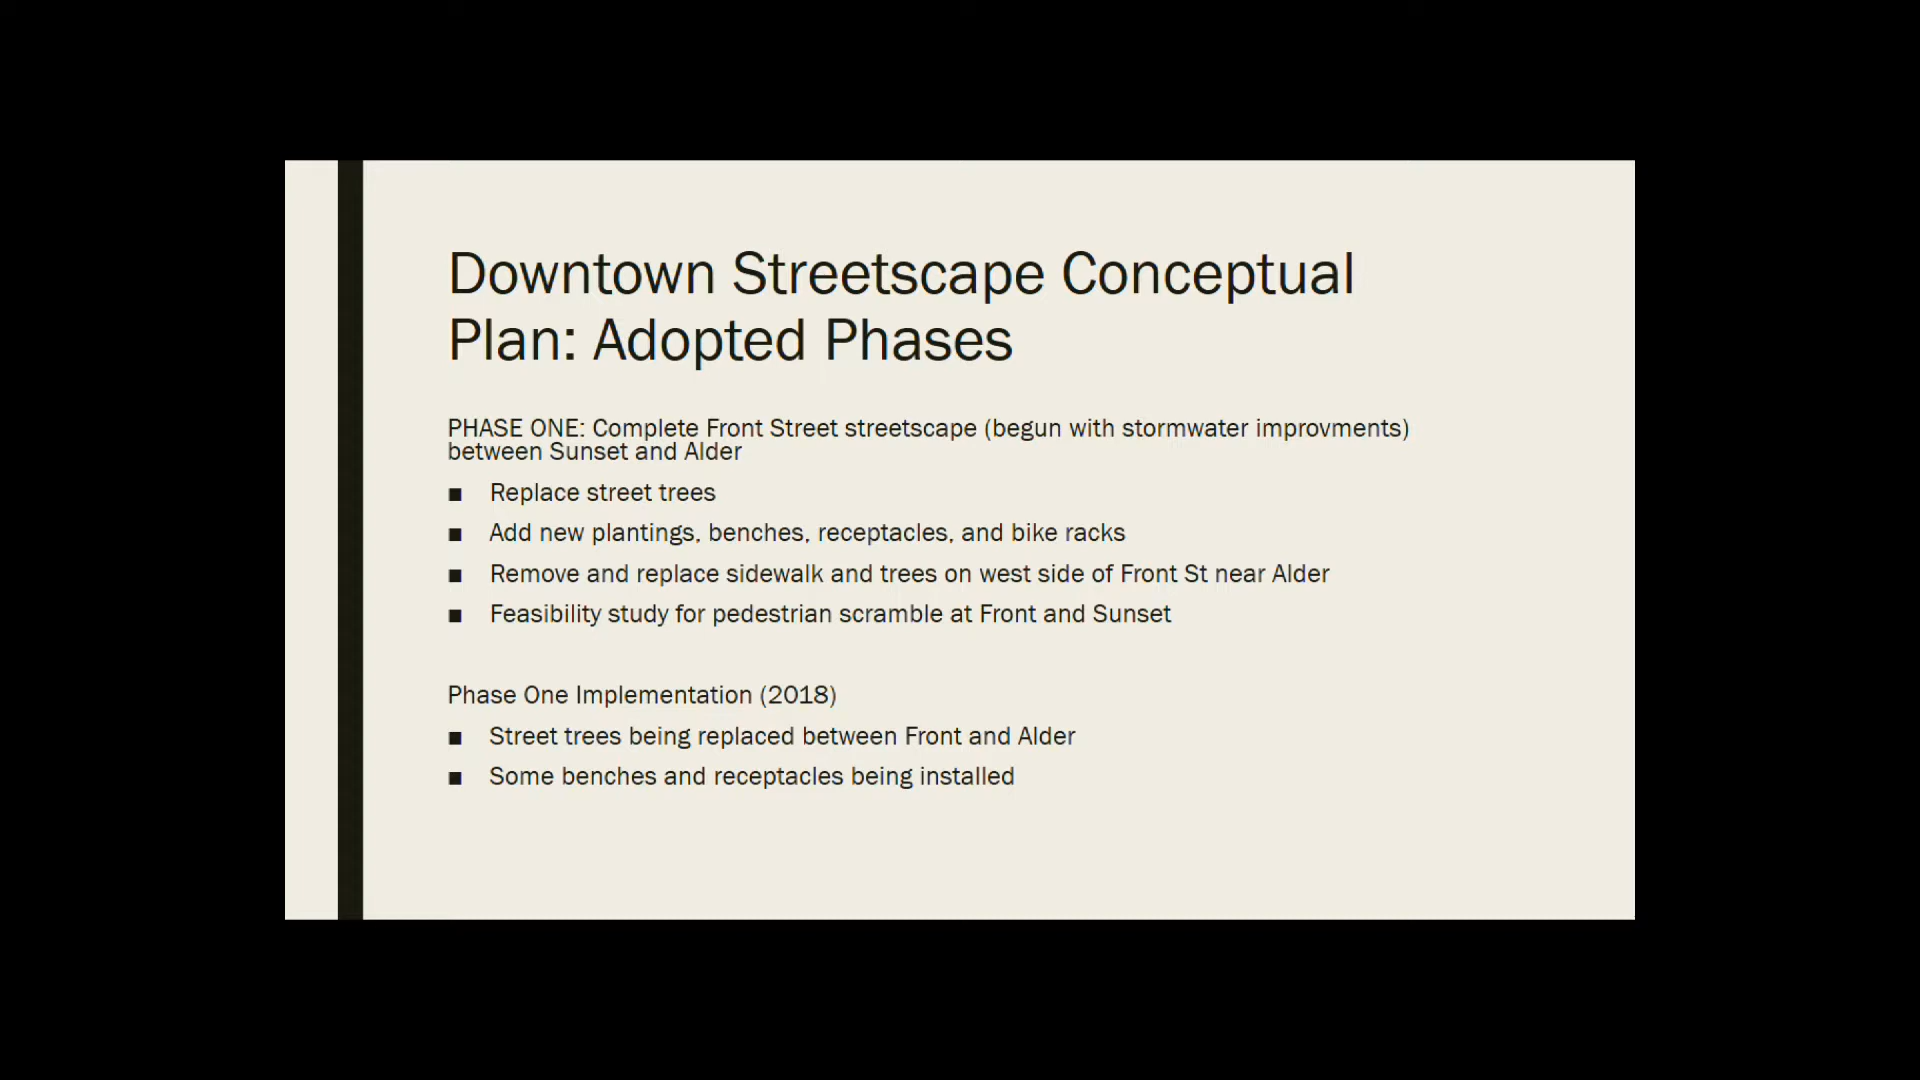 Downtown Streetscape Conceptual
Plan: Adopted Phases
PHASE ONE: Complete Front Street streetscape (begun with stormwater improvments)
between Sunset and Alder
■ Replace street trees
■ Add new plantings, benches, receptacles, and bike racks
■ Remove and replace sidewalk and trees on west side of Front St near Alder
■ Feasibility study for pedestrian scramble at Front and Sunset
Phase One Implementation (2018)
■ Street trees being replaced between Front and Alder
■ Some benches and receptacles being installed